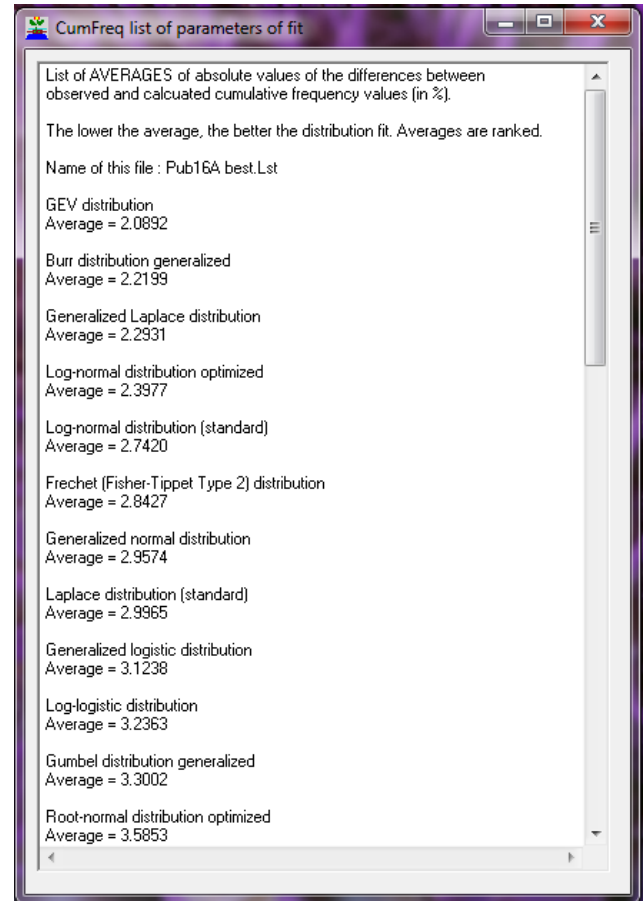 CumFreq list of parameters of fit
List of AVERAGES of absolute values of the differences between
observed and calcuated cumulative frequency values (in %).
The lower the average, the better the distribution fit. Averages are ranked.
Name of this file : Pub16A best.Lst
GEV distribution
Average = 2.0892
Burr distribution generalized
Average = 2.2199
Generalized Laplace distribution
Average = 2.2931
Log-normal distribution optimized
Average = 2.3977
Log-normal distribution (standard)
Average = 2.7420
Frechet (Fisher-Tippet Type 2) distribution
Average = 2.8427
Generalized normal distribution
Average = 2.9574
Laplace distribution (standard)
Average = 2.9965
Generalized logistic distribution
Average = 3.1238
Log-logistic distribution
Average = 3.2363
Gumbel distribution generalized
Average = 3.3002
Root-normal distribution optimized
Average = 3.5853